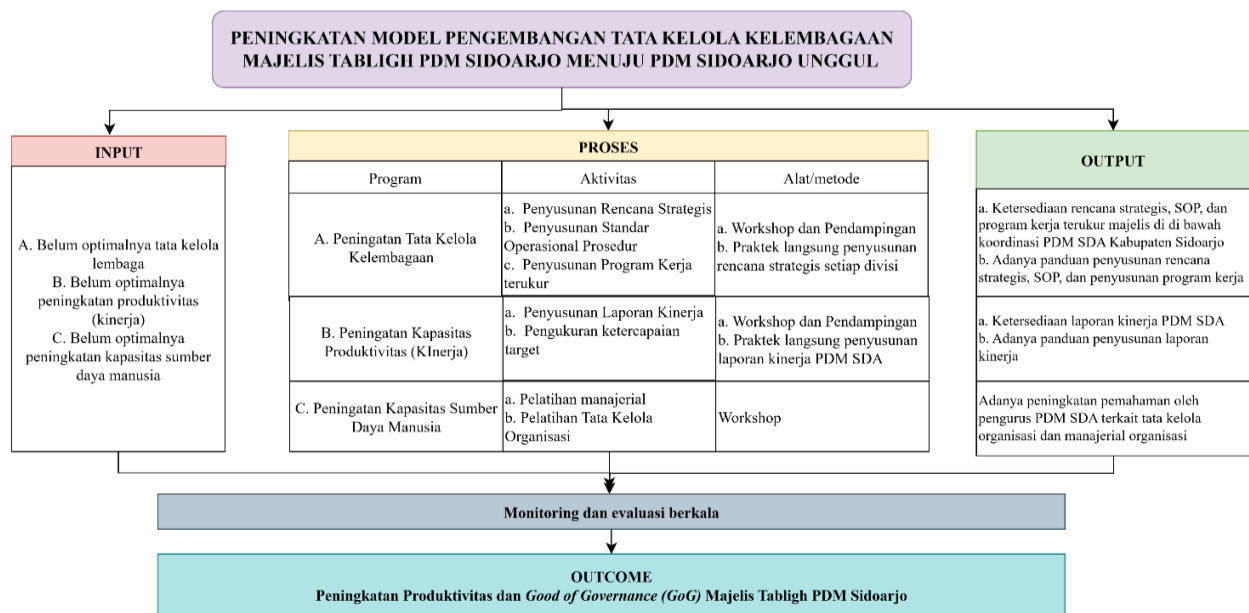 PENINGKATAN MODEL PENGEMBANGAN TATA KELOLA KELEMBAGAAN
MAJELIS TABLIGH PDM SIDOARJO MENUJU PDM SIDOARJO UNGGUL
INPUT
A. Belum optimalnya tata kelola
lembaga
B. Belum optimalnya
peningkatan produktivitas
(kinerja)
C. Belum optimalnya
peningkatan kapasitas sumber
daya manusia
PROSES
Program
Aktivitas
Alat/metode
A. Peningatan Tata Kelola
Kelembagaan
a. Penyusunan Rencana Strategis
b. Penyusunan Standar
Operasional Prosedur
c. Penyusunan Program Kerja
terukur
a. Workshop dan Pendampingan
b. Praktek langsung penyusunan
rencana strategis setiap divisi
B. Peningatan Kapasitas
Produktivitas (KInerja)
a. Penyusunan Laporan Kinerja
b. Pengukuran ketercapaian
target
a. Workshop dan Pendampingan
b. Praktek langsung penyusunan
laporan kinerja PDM SDA
C. Peningatan Kapasitas Sumber
Daya Manusia
a. Pelatihan manajerial
b. Pelatihan Tata Kelola
Organisasi
Workshop
OUTPUT
a. Ketersediaan rencana strategis, SOP, dan
program kerja terukur majelis di di bawah
koordinasi PDM SDA Kabupaten Sidoarjo
b. Adanya panduan penyusunan rencana
strategis, SOP, dan penyusunan program kerja
a. Ketersediaan laporan kinerja PDM SDA
b. Adanya panduan penyusunan laporan
kinerja
Adanya peningkatan pemahaman oleh
pengurus PDM SDA terkait tata kelola
organisasi dan manajerial organisasi
Monitoring dan evaluasi berkala
OUTCOME
Peningkatan Produktivitas dan Good of Governance (GoG) Majelis Tabligh PDM Sidoarjo